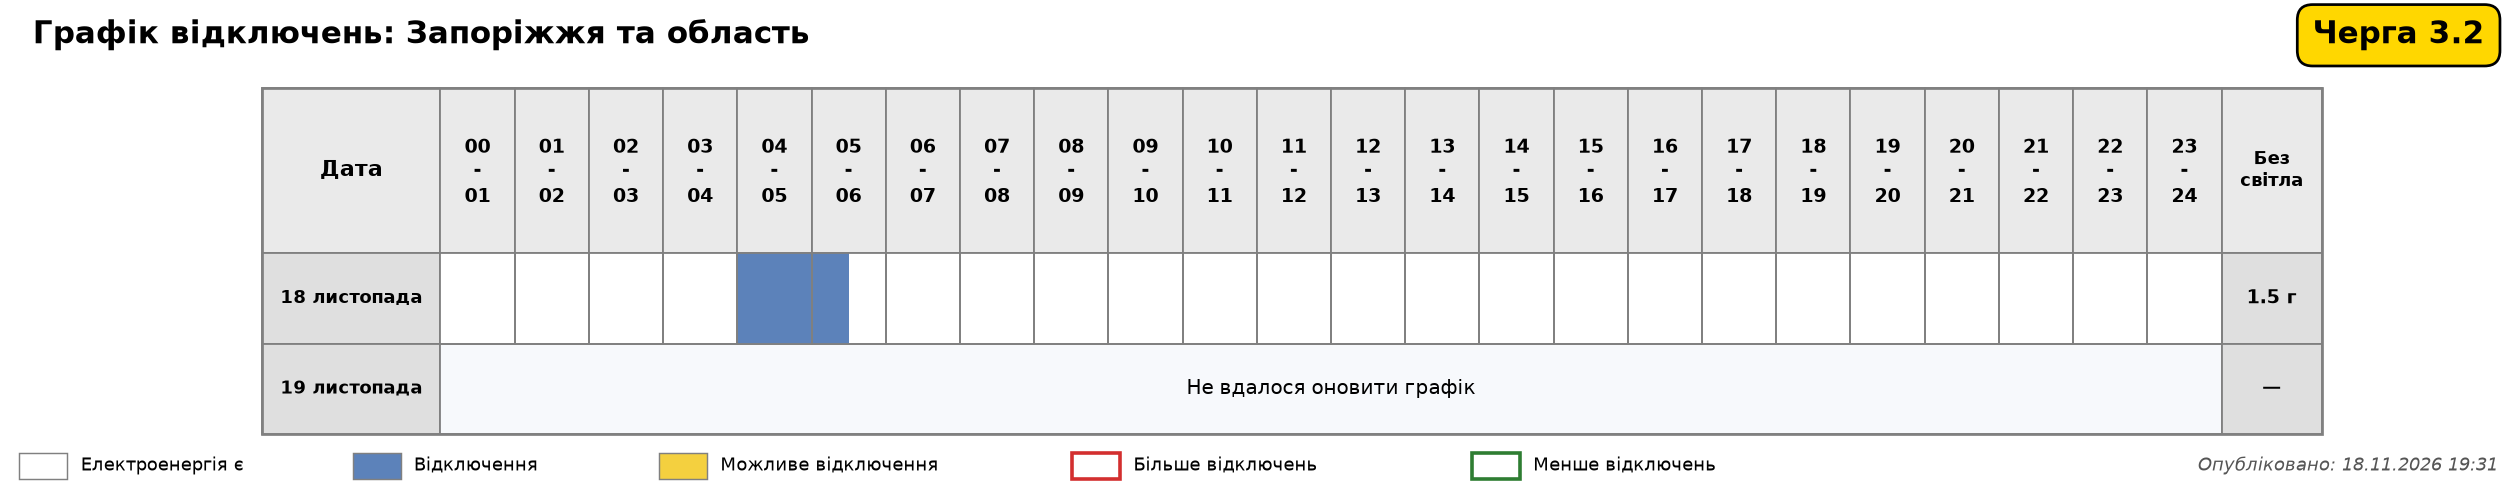 Графік відключень: Запоріжжя та область
Черга 3.2
Дата
00 - 01
01 - 02
02 - 03
03 - 04
04 - 05
05 - 06
06 - 07
07 - 08
08 - 09
09 - 10
10 - 11
11 - 12
12 - 13
13 - 14
14 - 15
15 - 16
16 - 17
17 - 18
18 - 19
19 - 20
20 - 21
21 - 22
22 - 23
23 - 24
Без
світла
18 листопада
1.5 г
19 листопада
Не вдалося оновити графік
—
Електроенергія є
Відключення
Можливе відключення
Більше відключень
Менше відключень
Опубліковано: 18.11.2026 19:31